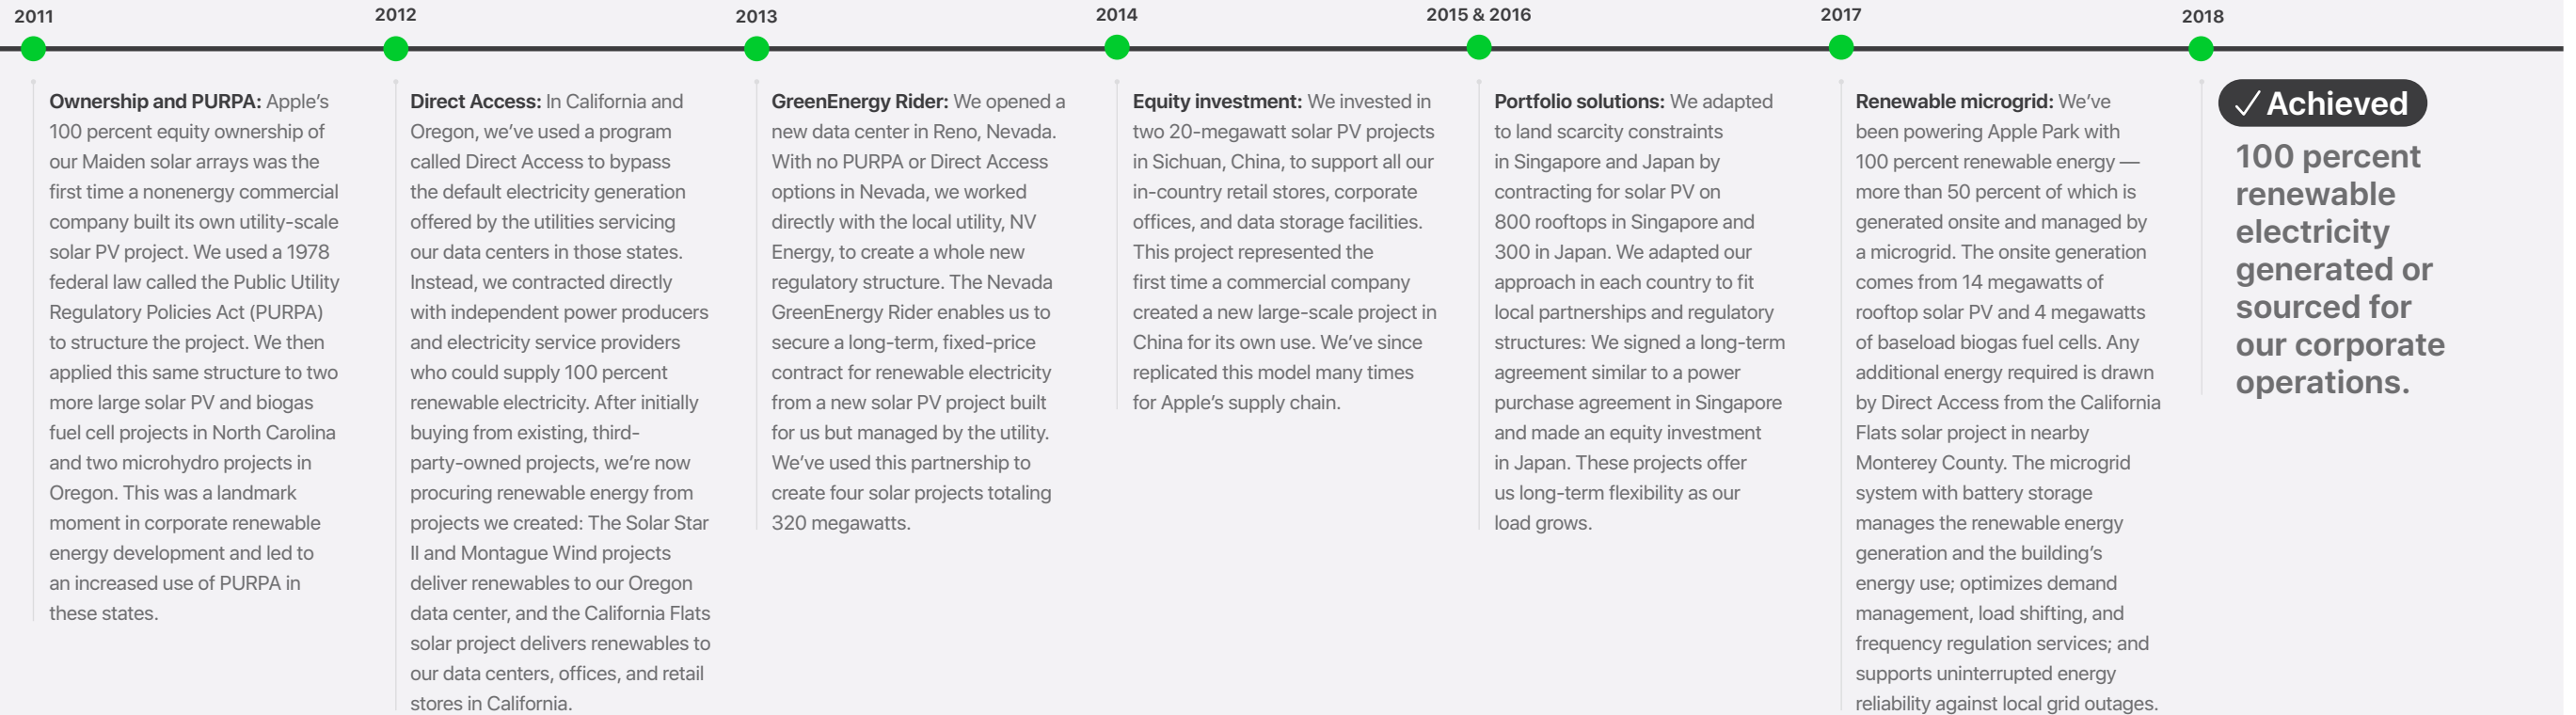 2011
Ownership and PURPA: Apple’s
100 percent equity ownership of
our Maiden solar arrays was the
first time a nonenergy commercial
company built its own utility-scale
solar PV project. We used a 1978
federal law called the Public Utility
Regulatory Policies Act (PURPA)
to structure the project. We then
applied this same structure to two
more large solar PV and biogas
fuel cell projects in North Carolina
and two microhydro projects in
Oregon. This was a landmark
moment in corporate renewable
energy development and led to
an increased use of PURPA in
these states.
2012
Direct Access: In California and
Oregon, we’ve used a program
called Direct Access to bypass
the default electricity generation
offered by the utilities servicing
our data centers in those states.
Instead, we contracted directly
with independent power producers
and electricity service providers
who could supply 100 percent
renewable electricity. After initially
buying from existing, third-
party-owned projects, we’re now
procuring renewable energy from
projects we created: The Solar Star
II and Montague Wind projects
deliver renewables to our Oregon
data center, and the California Flats
solar project delivers renewables to
our data centers, offices, and retail
stores in California.
2013
GreenEnergy Rider: We opened a
new data center in Reno, Nevada.
With no PURPA or Direct Access
options in Nevada, we worked
directly with the local utility, NV
Energy, to create a whole new
regulatory structure. The Nevada
GreenEnergy Rider enables us to
secure a long-term, fixed-price
contract for renewable electricity
from a new solar PV project built
for us but managed by the utility.
We’ve used this partnership to
create four solar projects totaling
320 megawatts.
2014
Equity investment: We invested in
two 20-megawatt solar PV projects
in Sichuan, China, to support all our
in-country retail stores, corporate
offices, and data storage facilities.
This project represented the
first time a commercial company
created a new large-scale project in
China for its own use. We’ve since
replicated this model many times
for Apple’s supply chain.
2015 & 2016
Portfolio solutions: We adapted
to land scarcity constraints
in Singapore and Japan by
contracting for solar PV on
800 rooftops in Singapore and
300 in Japan. We adapted our
approach in each country to fit
local partnerships and regulatory
structures: We signed a long-term
agreement similar to a power
purchase agreement in Singapore
and made an equity investment
in Japan. These projects offer
us long-term flexibility as our
load grows.
2017
Renewable microgrid: We’ve
been powering Apple Park with
100 percent renewable energy —
more than 50 percent of which is
generated onsite and managed by
a microgrid. The onsite generation
comes from 14 megawatts of
rooftop solar PV and 4 megawatts
of baseload biogas fuel cells. Any
additional energy required is drawn
by Direct Access from the California
Flats solar project in nearby
Monterey County. The microgrid
system with battery storage
manages the renewable energy
generation and the building’s
energy use; optimizes demand
management, load shifting, and
frequency regulation services; and
supports uninterrupted energy
reliability against local grid outages.
2018
✓ Achieved
100 percent
renewable
electricity
generated or
sourced for
our corporate
operations.